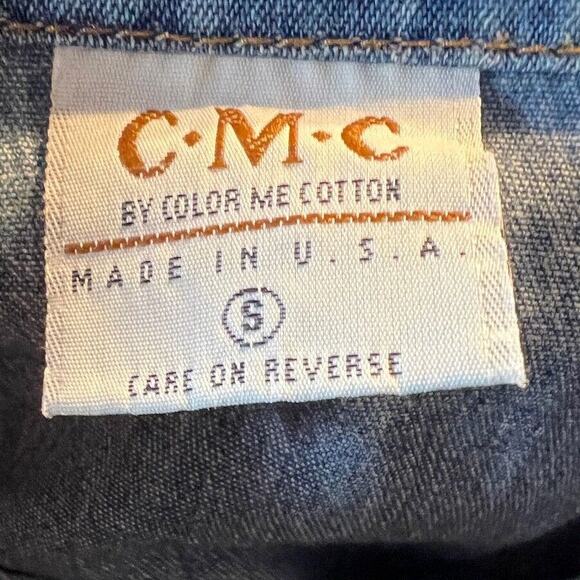 C·M·C
BY COLOR ME COTTON
MADE IN U.S.A.
S
CARE ON REVERSE